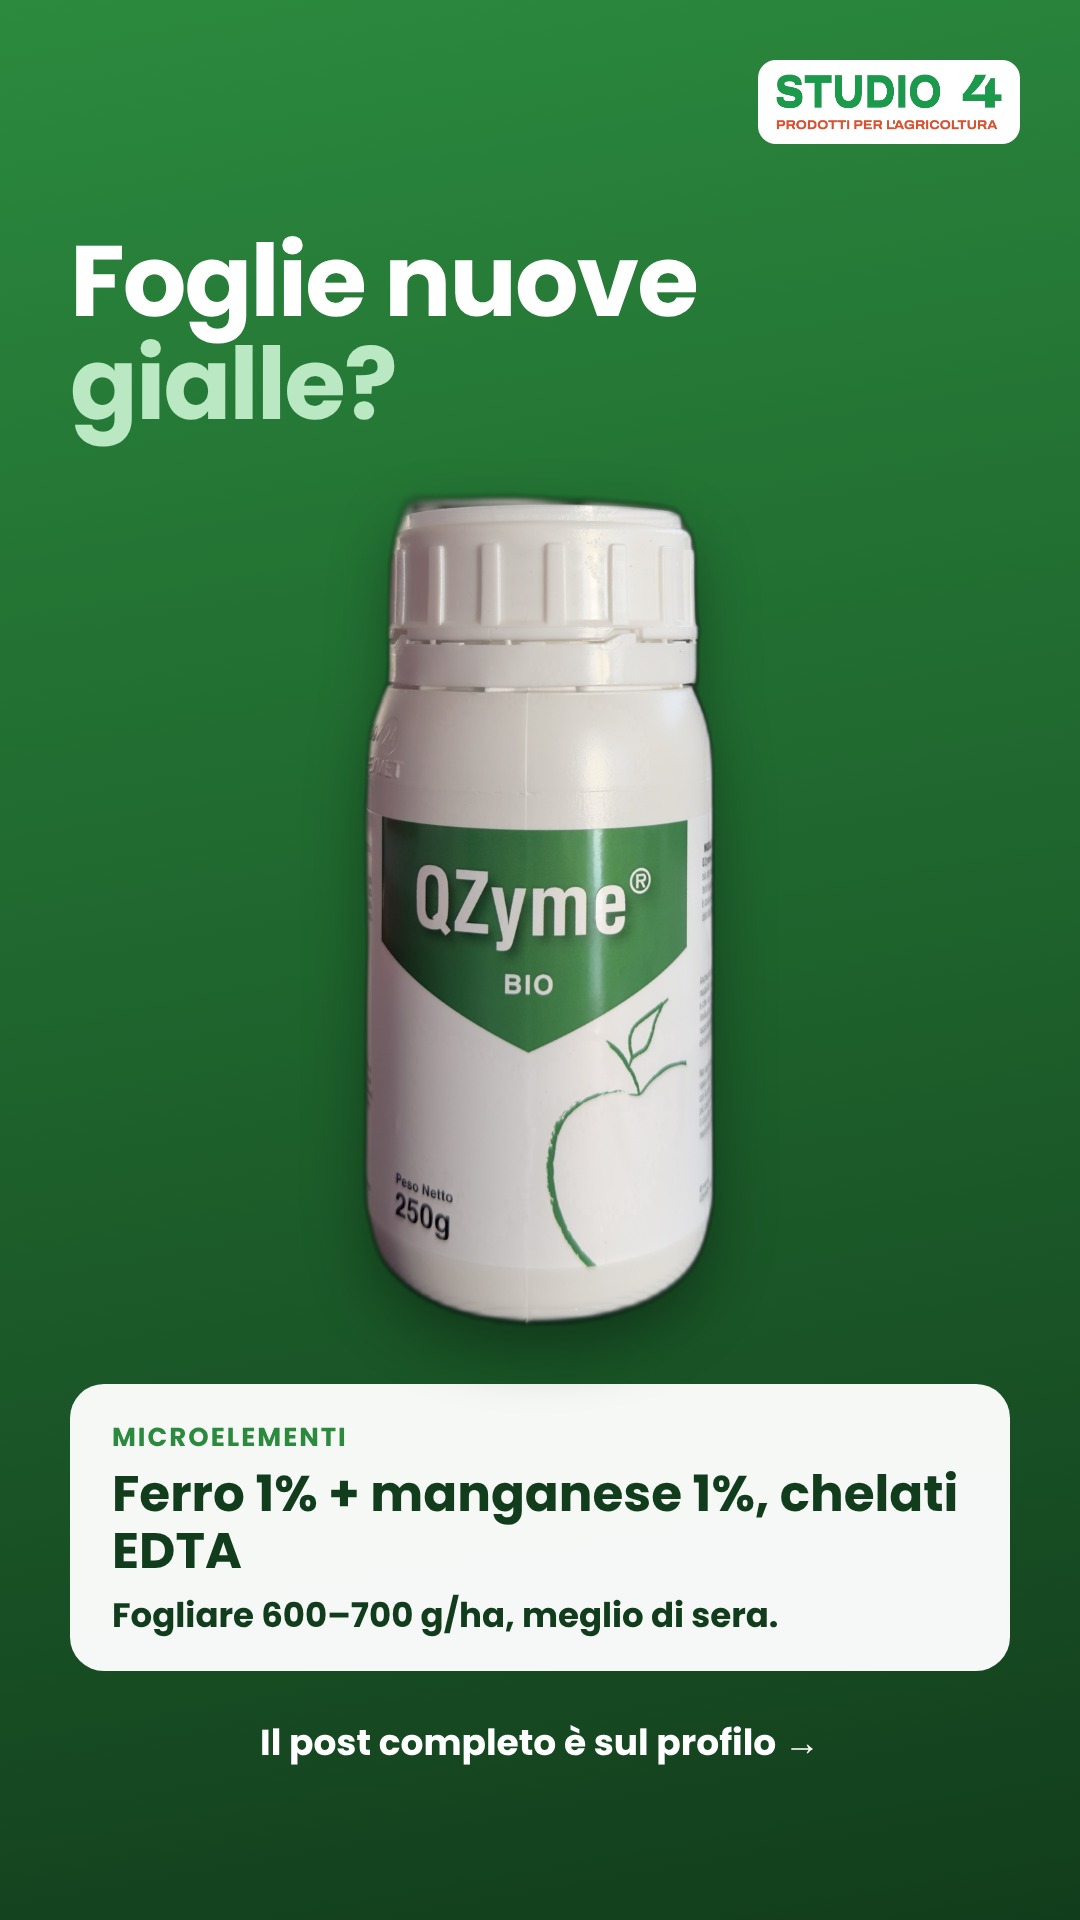 STUDIO 4
PRODOTTI PER L'AGRICOLTURA
Foglie nuove
gialle?
QZyme®
BIO
Peso Netto
250g
MICROELEMENTI
Ferro 1% + manganese 1%, chelati
EDTA
Fogliare 600–700 g/ha, meglio di sera.
Il post completo è sul profilo →